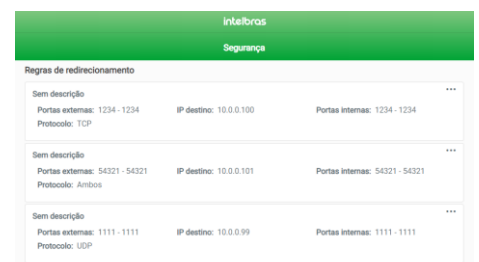 intelbras
Segurança
Regras de redirecionamento
Sem descrição
Portas externas: 1234 - 1234 IP destino: 10.0.0.100 Portas internas: 1234 - 1234
Protocolo: TCP
Sem descrição
Portas externas: 54321 - 54321 IP destino: 10.0.0.101 Portas internas: 54321 - 54321
Protocolo: Ambos
Sem descrição
Portas externas: 1111 - 1111 IP destino: 10.0.0.99 Portas internas: 1111 - 1111
Protocolo: UDP